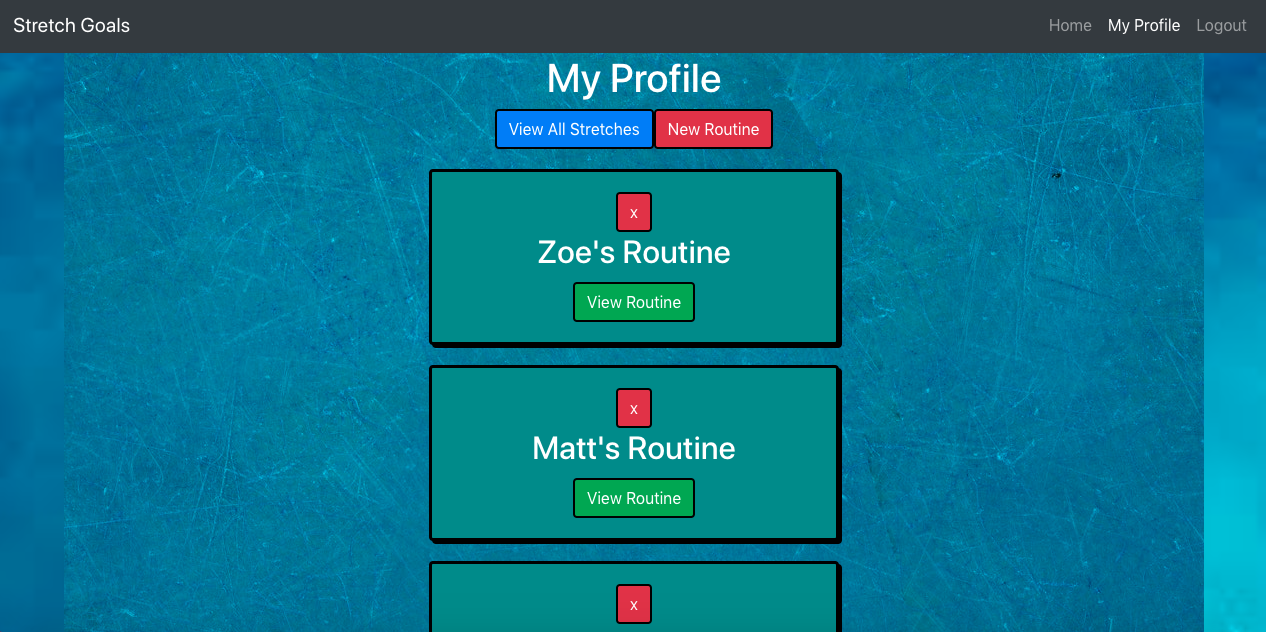 Stretch Goals Home My Profile Logout
My Profile
View All Stretches New Routine
x
Zoe's Routine
View Routine
x
Matt's Routine
View Routine
x